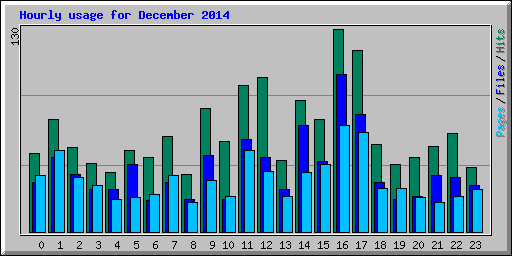 Hourly usage for December 2014
130
Pages / Files / Hits
0 1 2 3 4 5 6 7 8 9 10 11 12 13 14 15 16 17 18 19 20 21 22 23